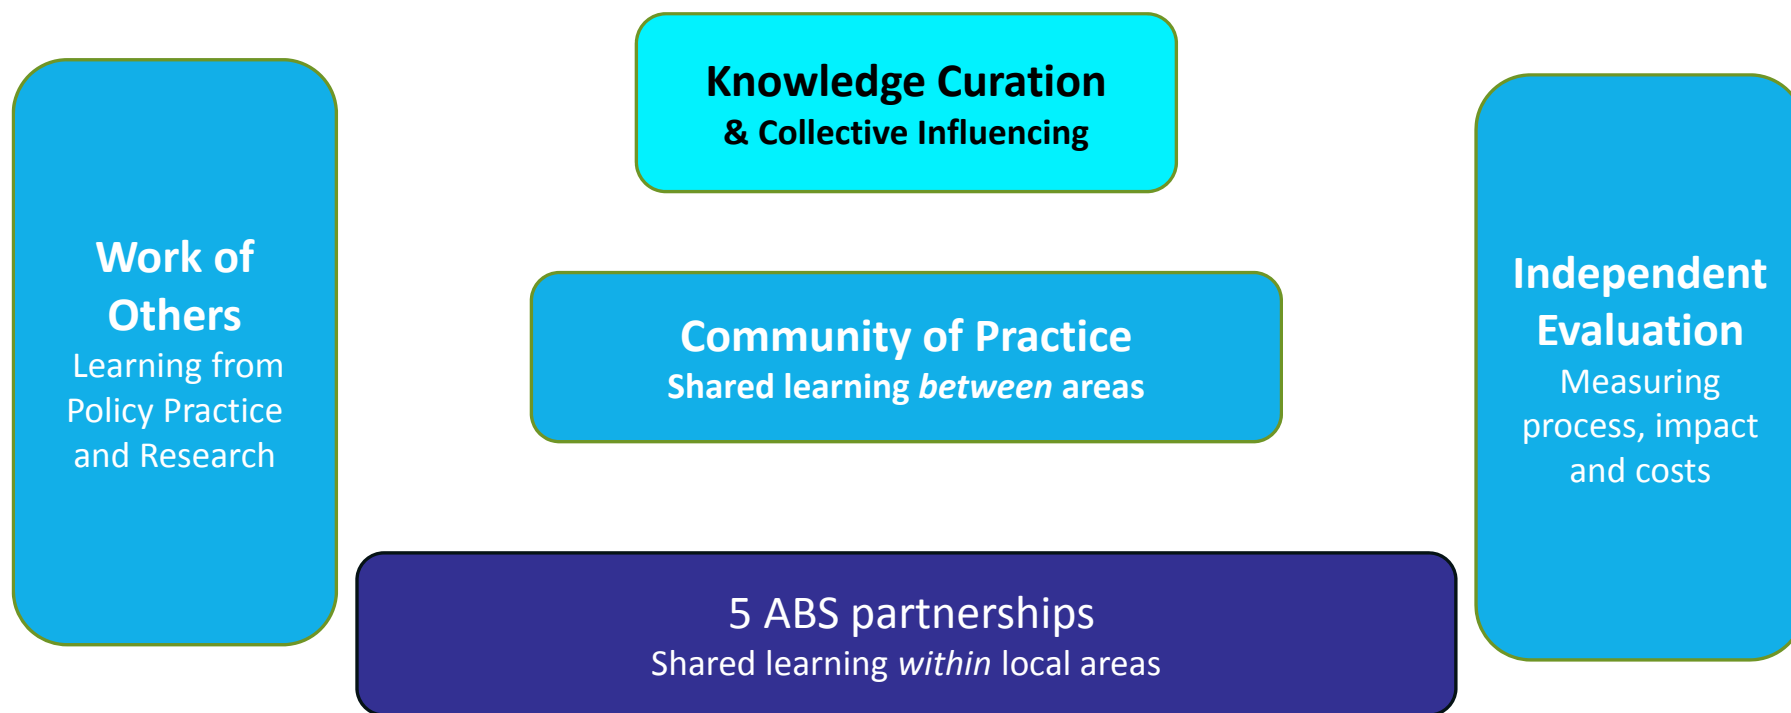 Knowledge Curation
& Collective Influencing
Work of
Others
Learning from
Policy Practice
and Research
Community of Practice
Shared learning between areas
Independent
Evaluation
Measuring
process, impact
and costs
5 ABS partnerships
Shared learning within local areas